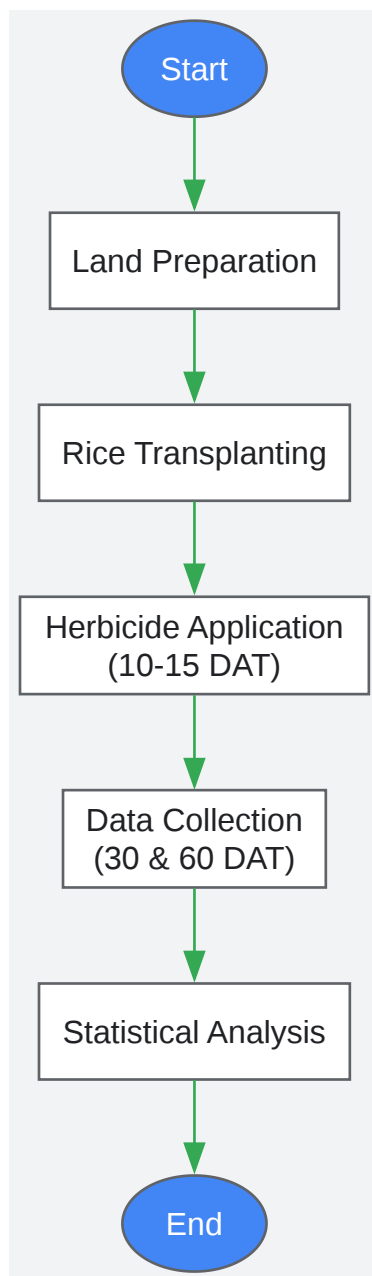 Start
Land Preparation
Rice Transplanting
Herbicide Application
(10-15 DAT)
Data Collection
(30 & 60 DAT)
Statistical Analysis
End